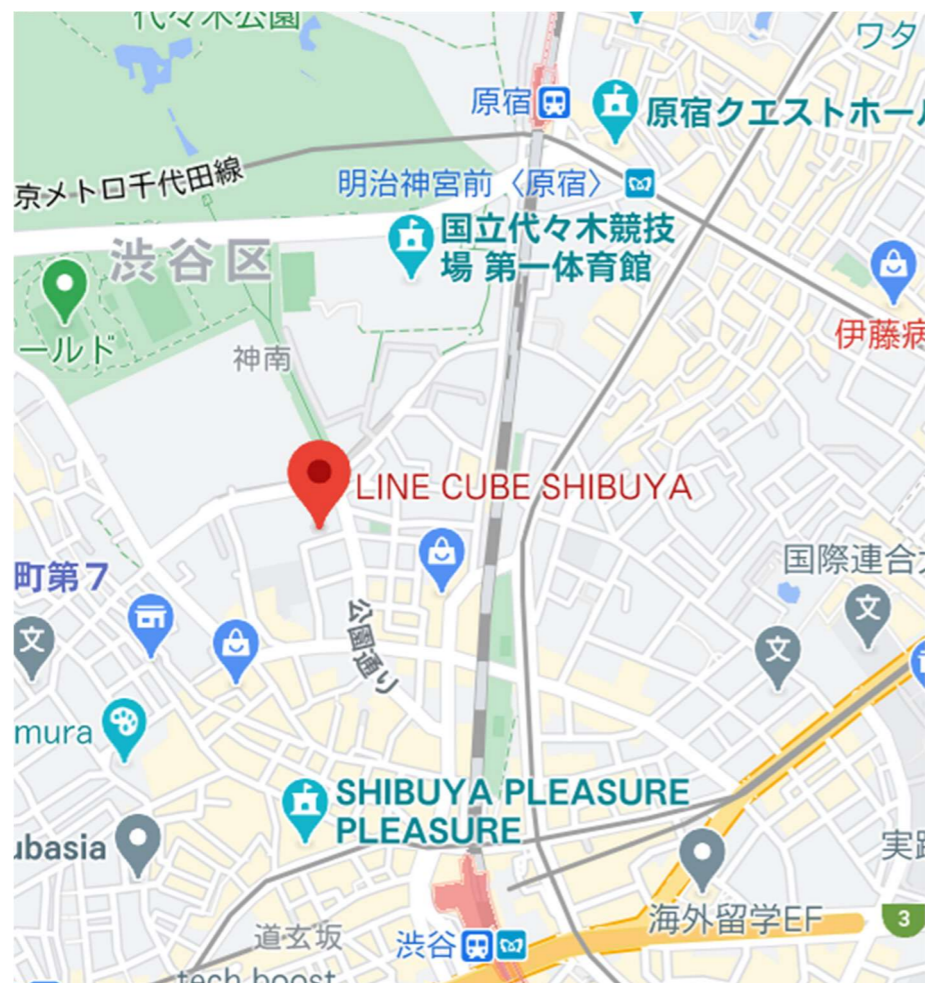 代々木公園
ワタ
原宿
原宿クエストホール
京メトロ千代田線
明治神宮前〈原宿〉
国立代々木競技
場 第一体育館
渋谷区
ールド
伊藤病
神南
LINE CUBE SHIBUYA
国際連合大
町第7
公園通り
mura
SHIBUYA PLEASURE
PLEASURE
ubasia
実践
海外留学EF
3
道玄坂
渋谷
tech boost